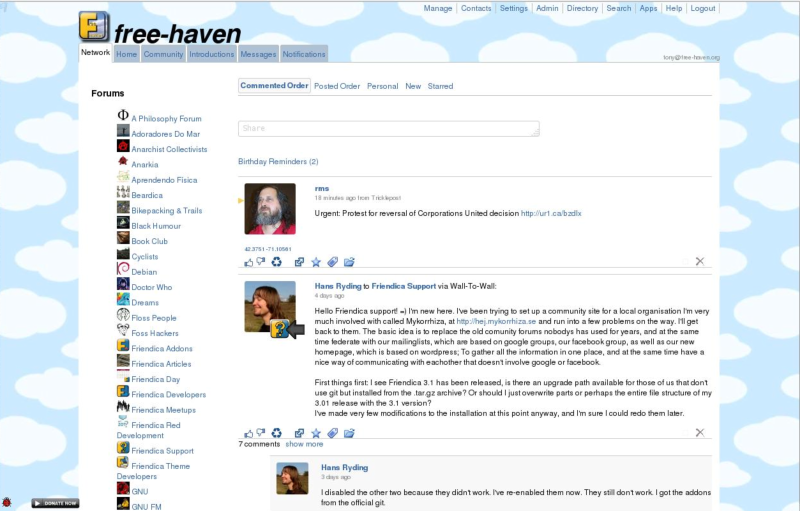 Manage Contacts Settings Admin Directory Search Apps Help Logout
free-haven
Network Home Community Introductions Messages Notifications
tony@free-haven.org
Forums
A Philosophy Forum
Adoradores Do Mar
Anarchist Collectivists
Anarkia
Aprendendo Física
Beardica
Bikepacking & Trails
Black Humour
Book Club
Cyclists
Debian
Doctor Who
Dreams
Floss People
Foss Hackers
Friendica Addons
Friendica Articles
Friendica Day
Friendica Developers
Friendica Meetups
Friendica Red
Development
Friendica Support
Friendica Theme
Developers
GNU
GNU FM
DONATE NOW
Commented Order Posted Order Personal New Starred
Share
Birthday Reminders (2)
rms
18 minutes ago from Tricklepost
Urgent: Protest for reversal of Corporations United decision http://ur1.ca/bzdlx
42.3751 -71.10561
Hans Ryding to Friendica Support via Wall-To-Wall:
4 days ago
Hello Friendica support! =) I'm new here. I've been trying to set up a community site for a local organisation I'm very
much involved with called Mykorrhiza, at http://hej.mykorrhiza.se and run into a few problems on the way. I'll get
back to them. The basic idea is to replace the old comunity forums nobodys has used for years, and at the same
time federate with our mailinglists, which are based on google groups, our facebook group, as well as our new
homepage, which is based on wordpress; To gather all the information in one place, and at the same time have a
nice way of communicating with eachother that doesn't involve google or facebook.
First things first: I see Friendica 3.1 has been released, is there an upgrade path available for those of us that don't
use git but installed from the .tar.gz archive? Or should I just overwrite parts or perhaps the entire file structure of my
3.01 release with the 3.1 version?
I've made very few modifications to the installation at this point anyway, and I'm sure I could redo them later.
7 comments show more
Hans Ryding
3 days ago
I disabled the other two because they didn't work. I've re-enabled them now. They still don't work. I got the addons
from the official git.